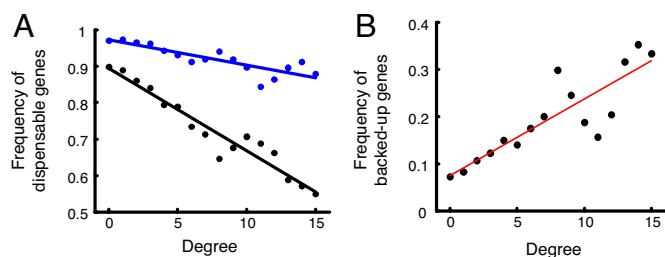 A
Frequency of
dispensable genes
1
0.9
0.8
0.7
0.6
0.5
0
5
10
15
Degree
B
Frequency of
backed-up genes
0.4
0.3
0.2
0.1
0
0
5
10
15
Degree